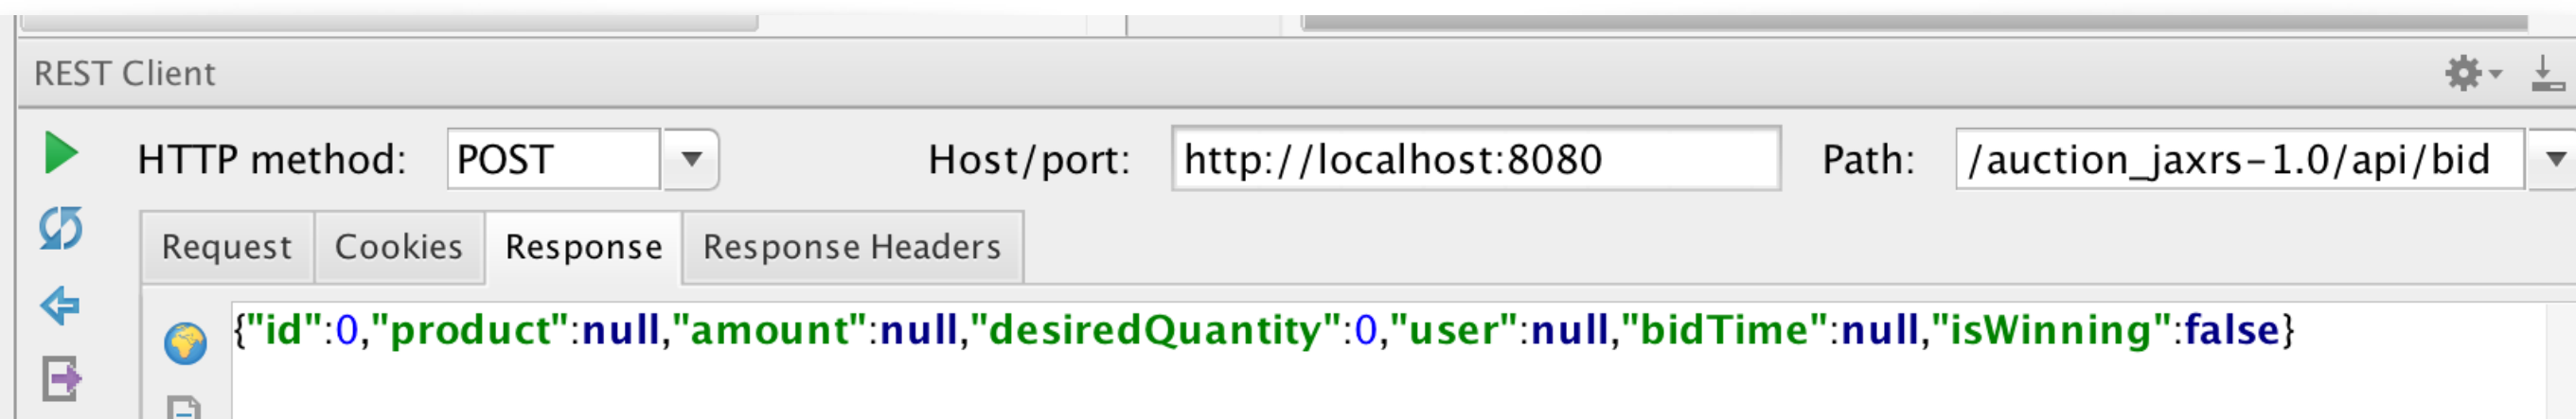 REST Client
HTTP method: POST Host/port: http://localhost:8080 Path: /auction_jaxrs-1.0/api/bid
Request Cookies Response Response Headers
{"id":0,"product":null,"amount":null,"desiredQuantity":0,"user":null,"bidTime":null,"isWinning":false}